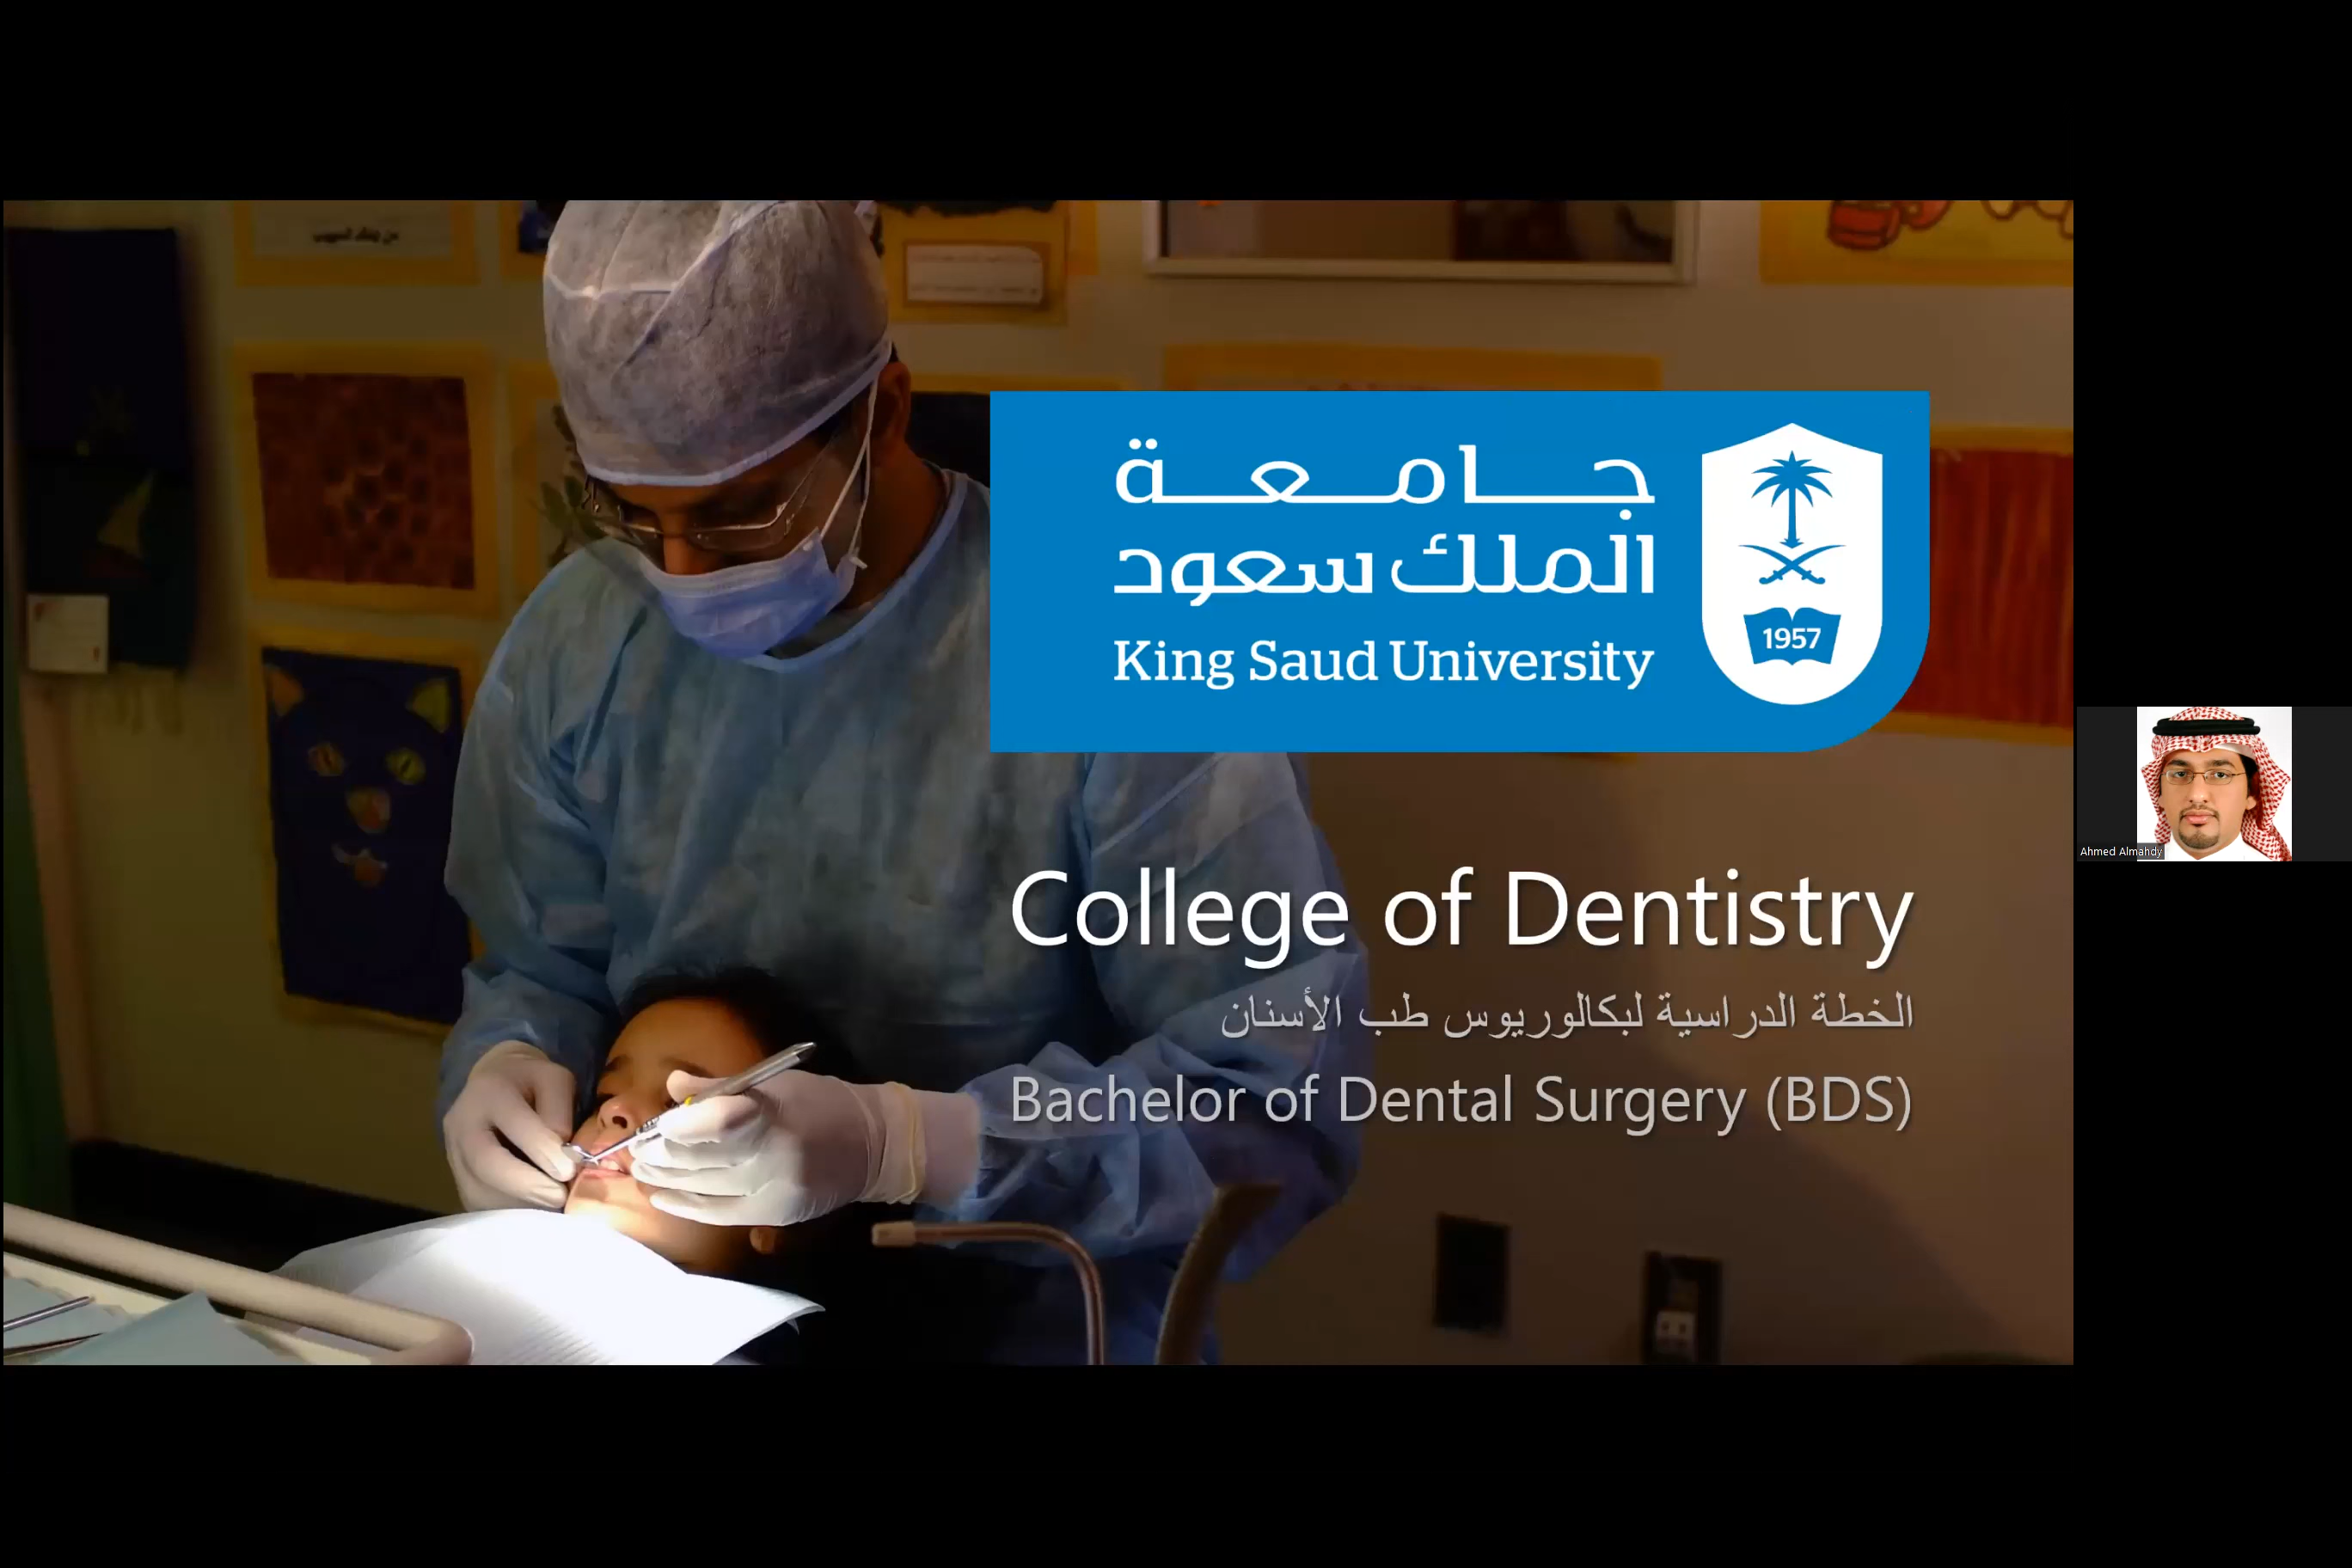 جامعة
الملك سعود
King Saud University
1957
College of Dentistry
الخطة الدراسية لبكالوريوس طب الأسنان
Bachelor of Dental Surgery (BDS)
Ahmed Almahdy